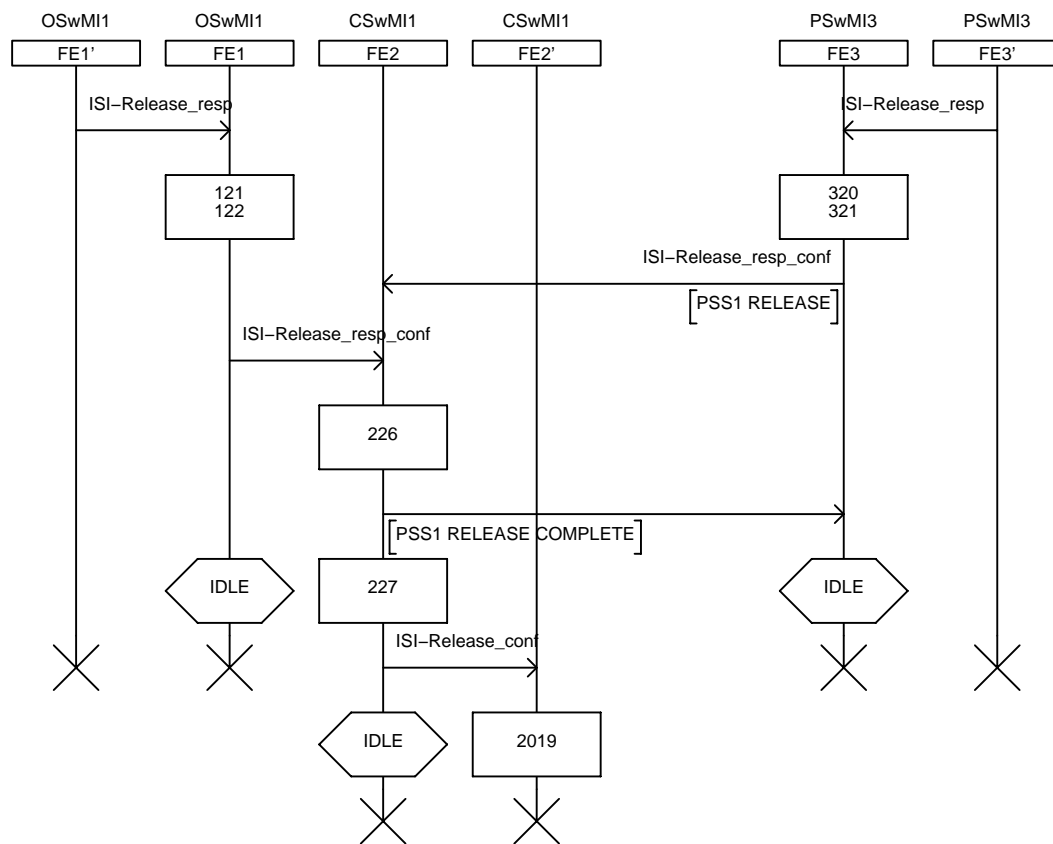 OSwMI1 OSwMI1 CSwMI1 CSwMI1 PSwMI3 PSwMI3
FE1' FE1 FE2 FE2' FE3 FE3'
ISI−Release_resp ISI−Release_resp
121 320
122 321
ISI−Release_resp_conf
PSS1 RELEASE
ISI−Release_resp_conf
226
PSS1 RELEASE COMPLETE
IDLE 227 IDLE
ISI−Release_conf
IDLE 2019